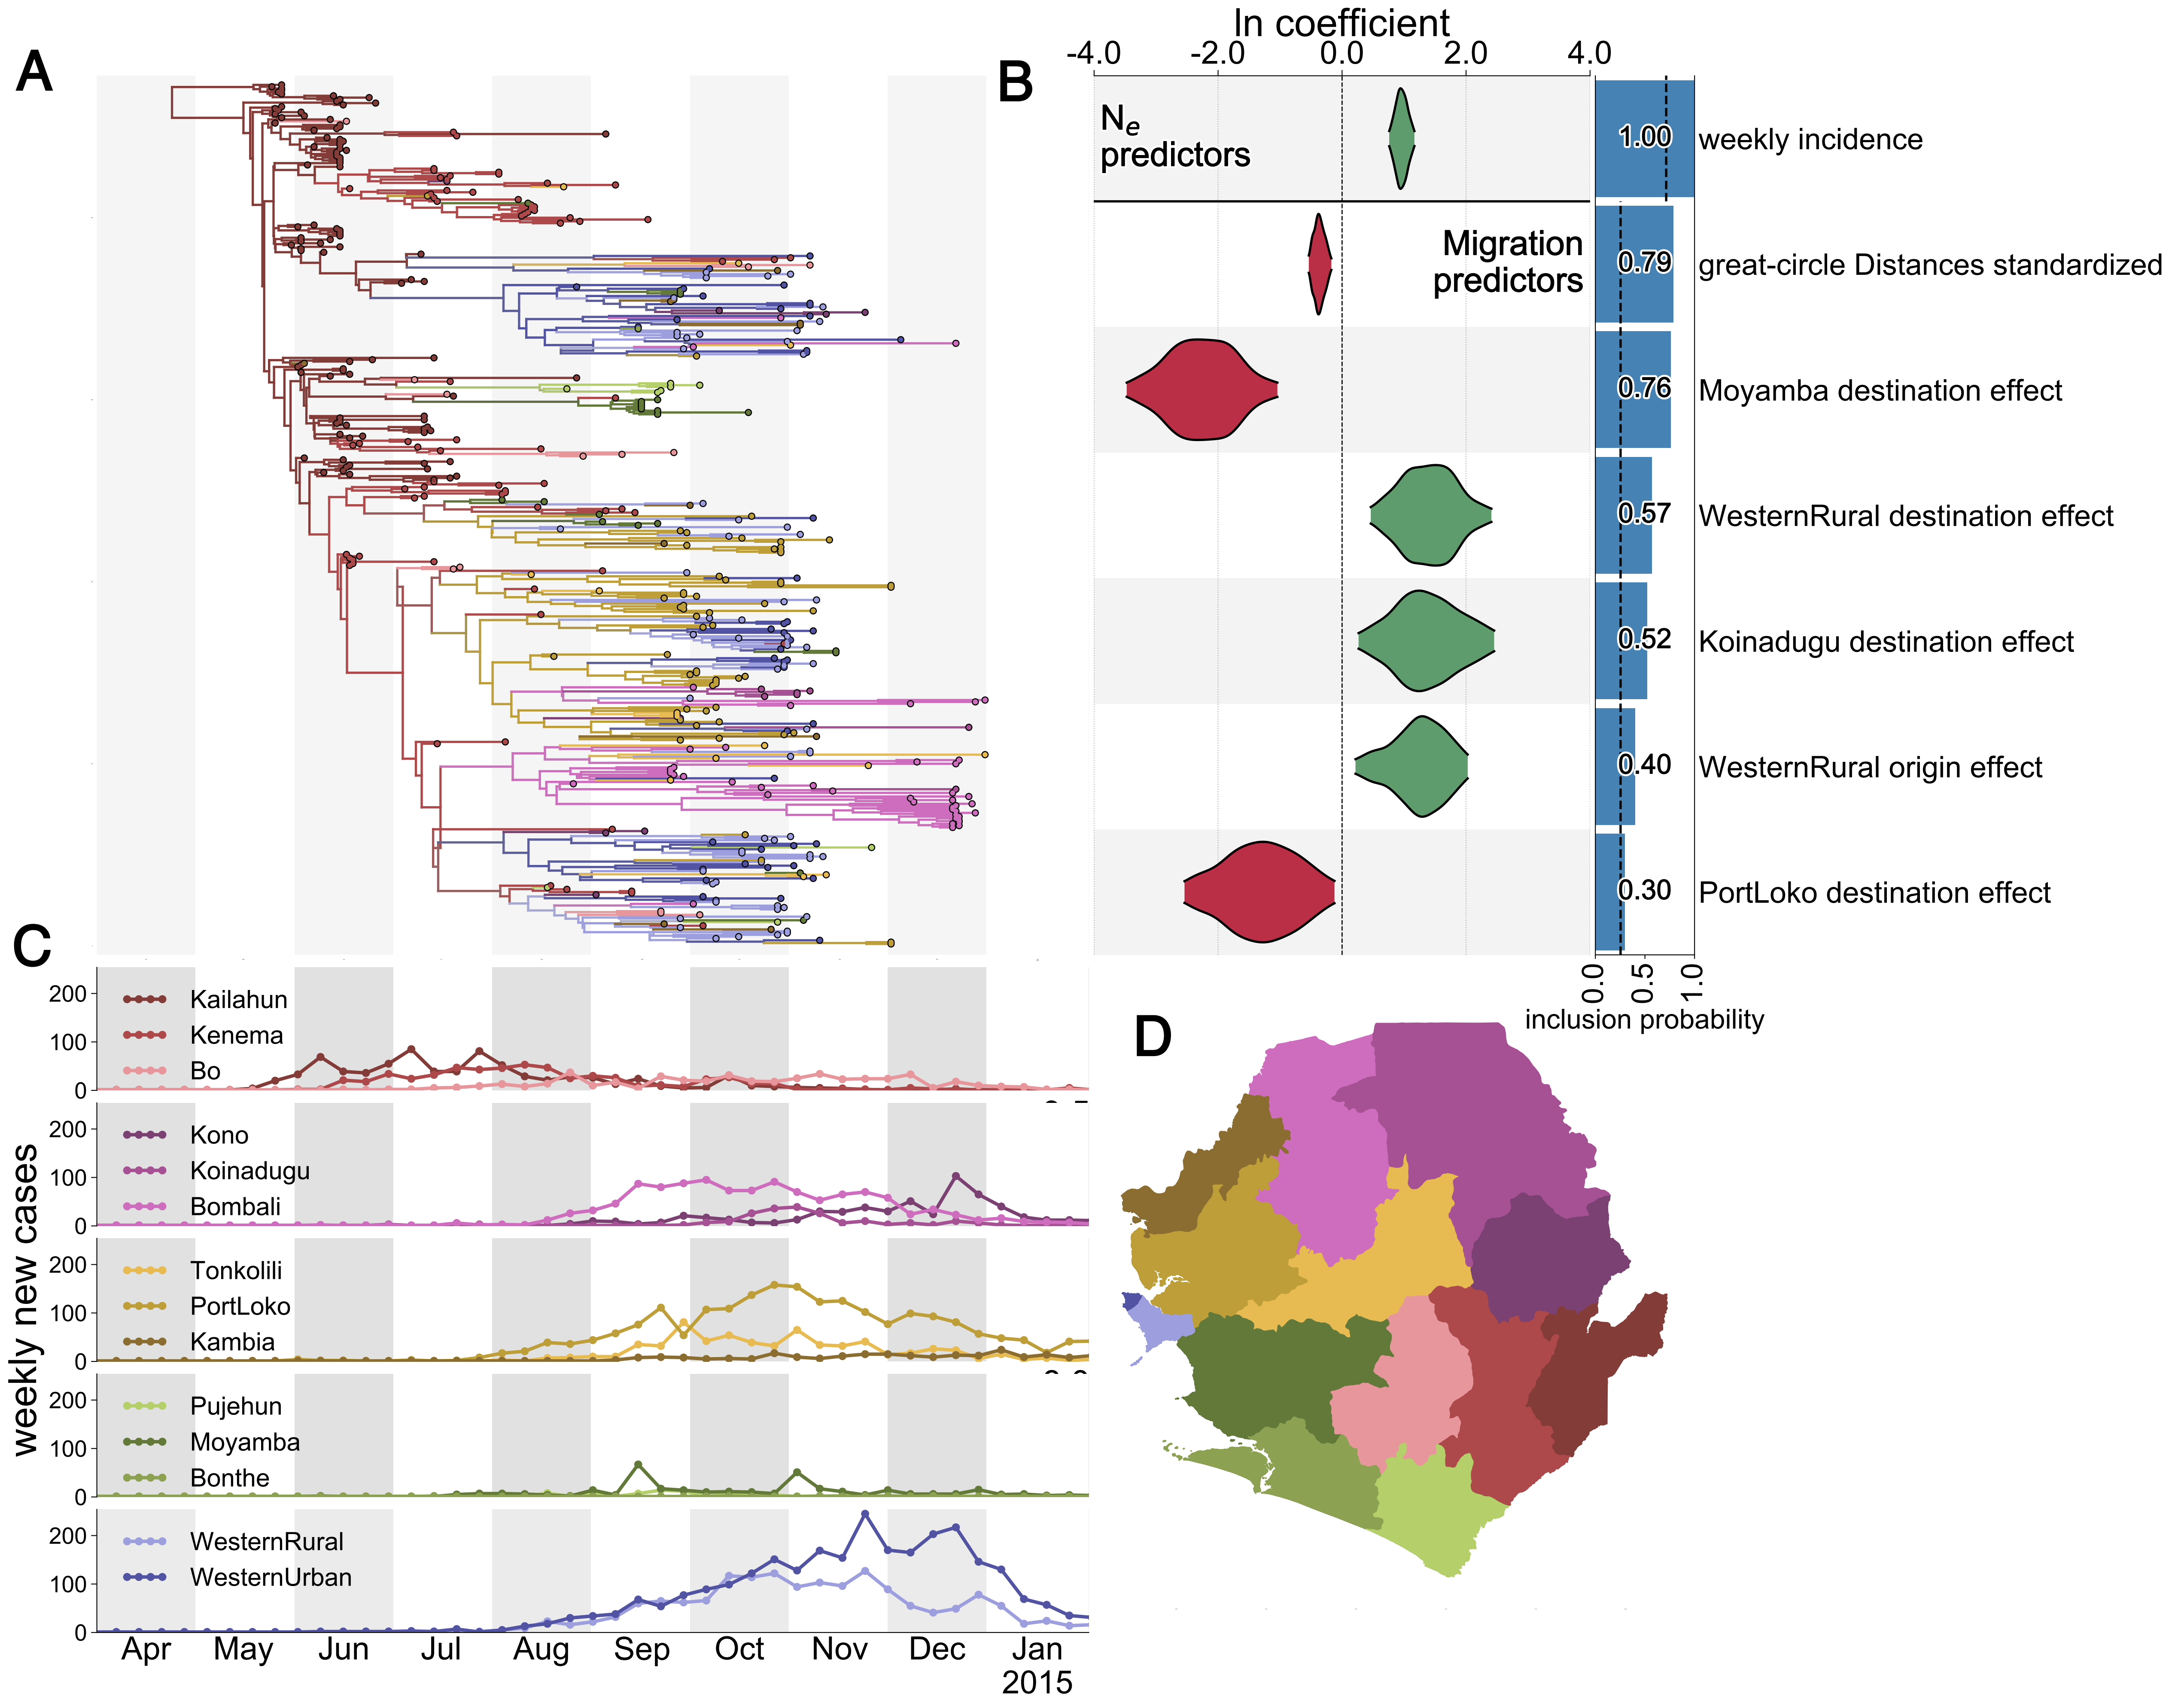 A
B
ln coefficient
-4.0 -2.0 0.0 2.0 4.0
Ne
predictors
1.00 weekly incidence
Migration
predictors
0.79 great-circle Distances standardized
0.76 Moyamba destination effect
0.57 WesternRural destination effect
0.52 Koinadugu destination effect
0.40 WesternRural origin effect
0.30 PortLoko destination effect
0.0 0.5 1.0
inclusion probability
C
weekly new cases
200
100
0
Kailahun
Kenema
Bo
200
100
0
Kono
Koinadugu
Bombali
200
100
0
Tonkolili
PortLoko
Kambia
200
100
0
Pujehun
Moyamba
Bonthe
200
100
0
WesternRural
WesternUrban
Apr May Jun Jul Aug Sep Oct Nov Dec Jan
2015
D